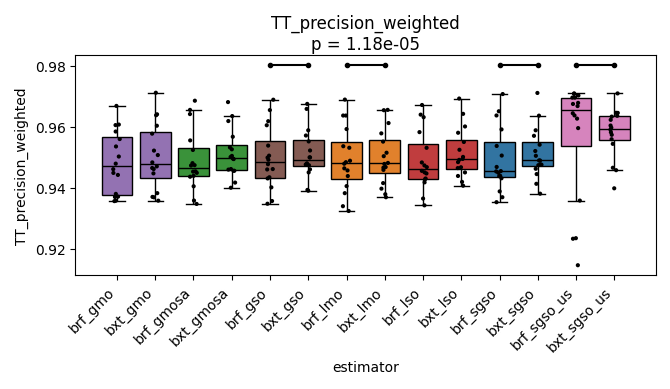 TT_precision_weighted
p = 1.18e-05
TT_precision_weighted
0.98
0.96
0.94
0.92
brf_gmo
bxt_gmo
brf_gmosa
bxt_gmosa
brf_gso
bxt_gso
brf_lmo
bxt_lmo
brf_lso
bxt_lso
brf_sgso
bxt_sgso
brf_sgso_us
bxt_sgso_us
estimator